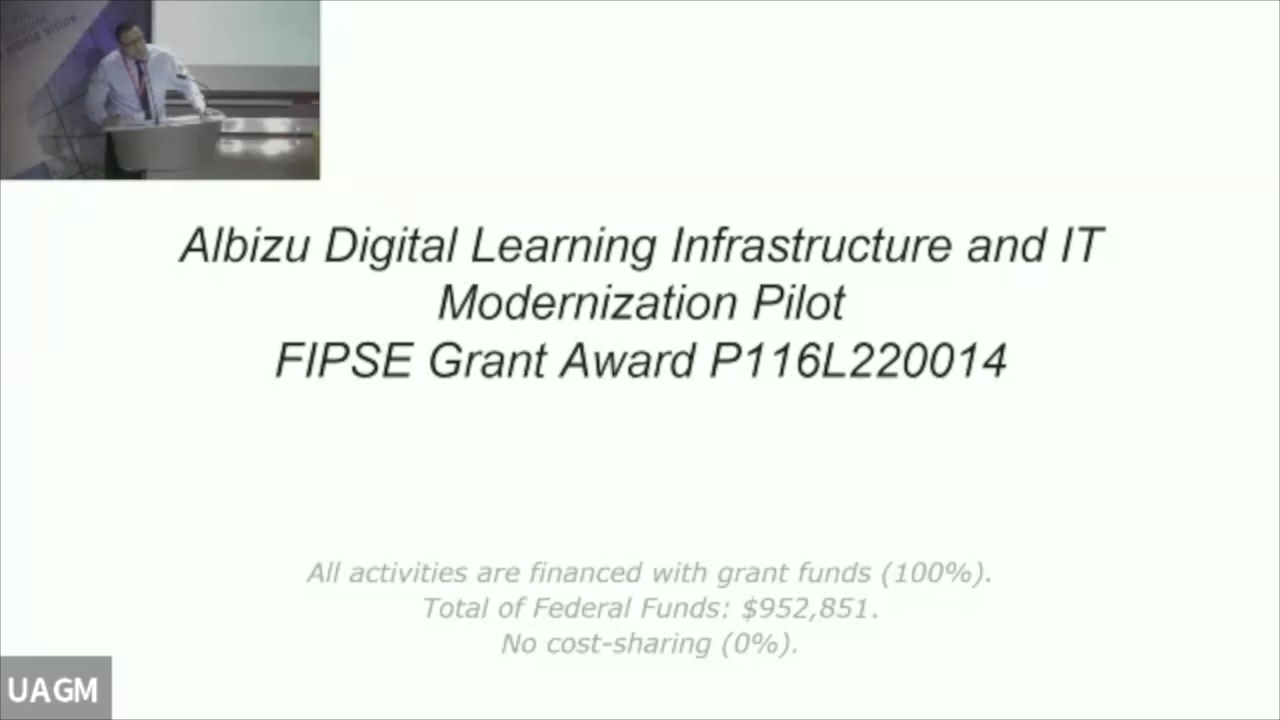 Albizu Digital Learning Infrastructure and IT
Modernization Pilot
FIPSE Grant Award P116L220014
All activities are financed with grant funds (100%).
Total of Federal Funds: $952,851.
No cost-sharing (0%).
UAGM